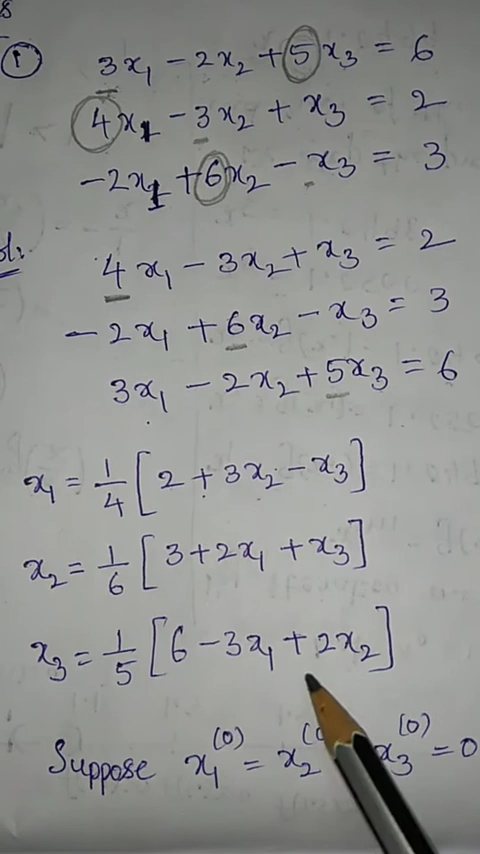 ① 3x₁ - 2x₂ + 5x₃ = 6
4x₁ - 3x₂ + x₃ = 2
-2x₁ + 6x₂ - x₃ = 3
4x₁ - 3x₂ + x₃ = 2
-2x₁ + 6x₂ - x₃ = 3
3x₁ - 2x₂ + 5x₃ = 6
x₁ = 1/4 [2 + 3x₂ - x₃]
x₂ = 1/6 [3 + 2x₁ + x₃]
x₃ = 1/5 [6 - 3x₁ + 2x₂]
Suppose x₁⁽⁰⁾ = x₂ x₃⁽⁰⁾ = 0